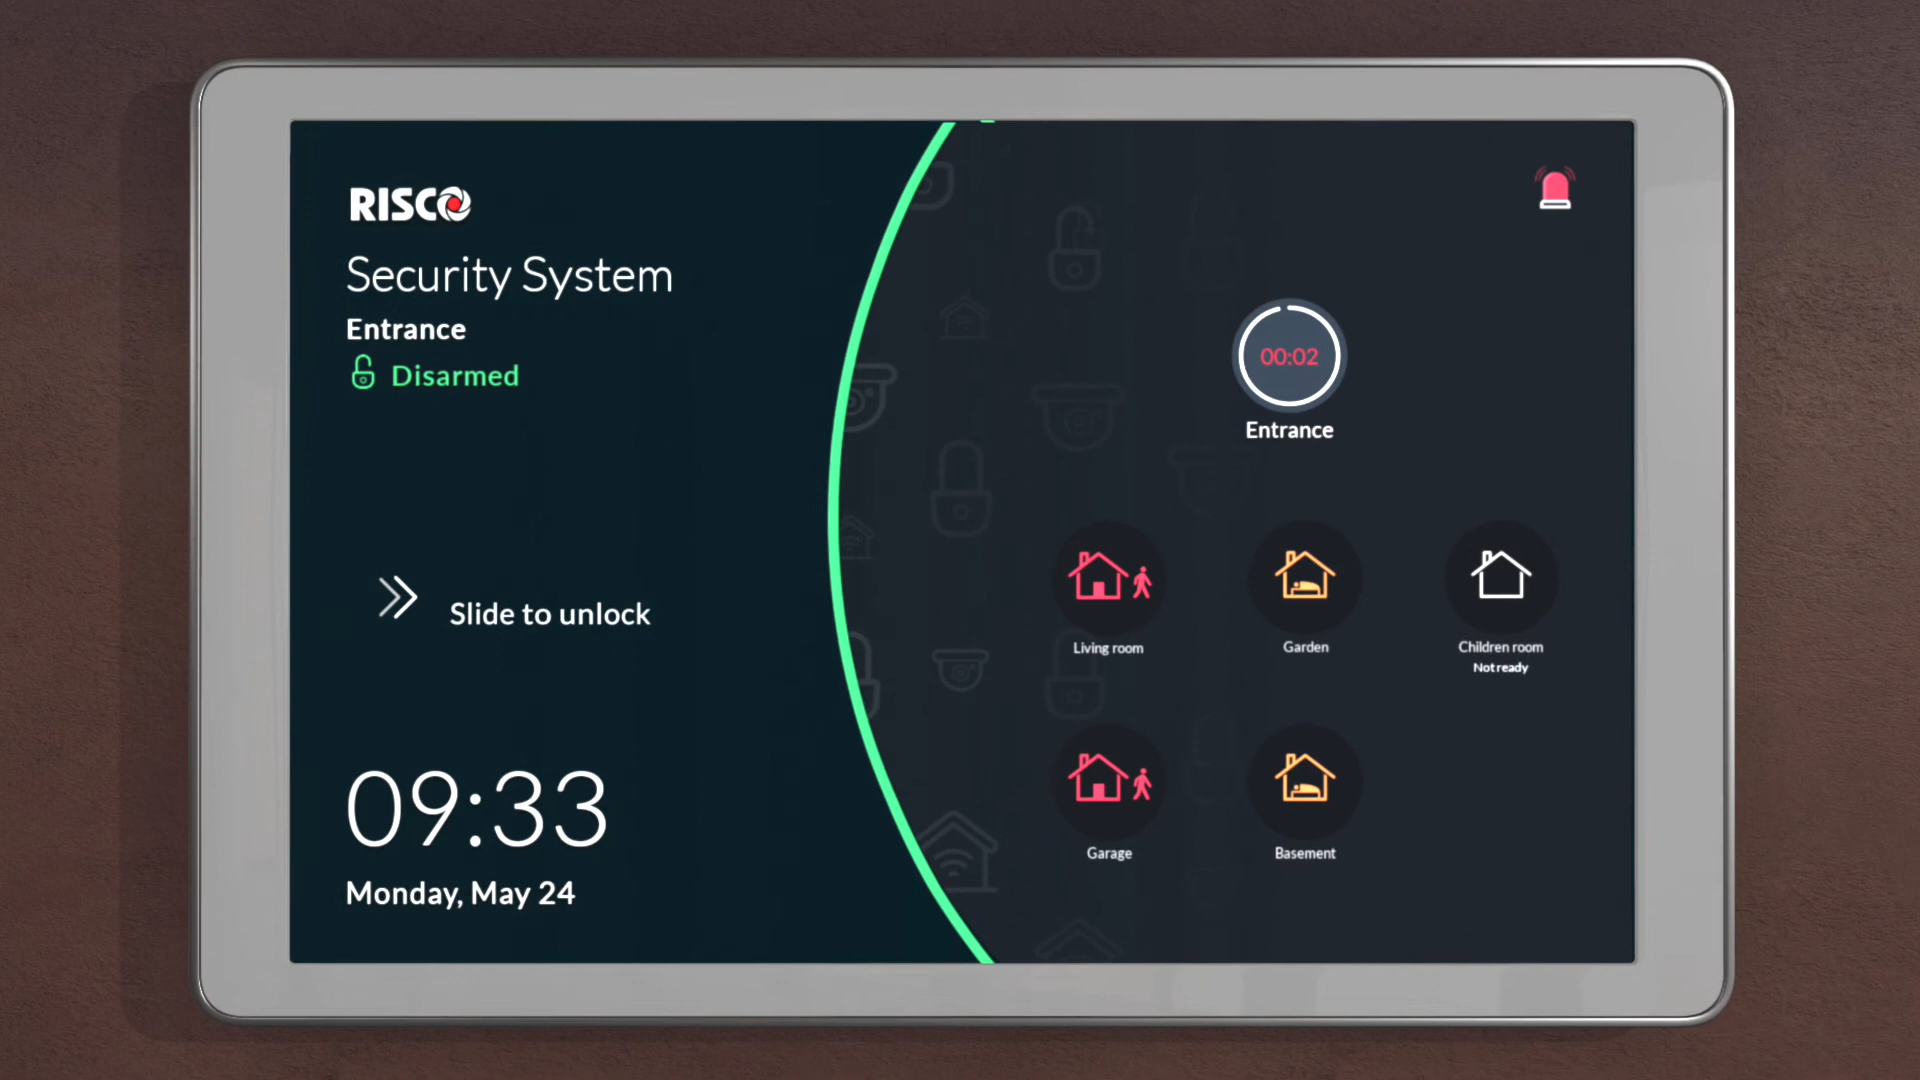 RISCO
Security System
Entrance
Disarmed
Slide to unlock
09:33
Monday, May 24
00:02
Entrance
Living room
Garden
Children room
Not ready
Garage
Basement